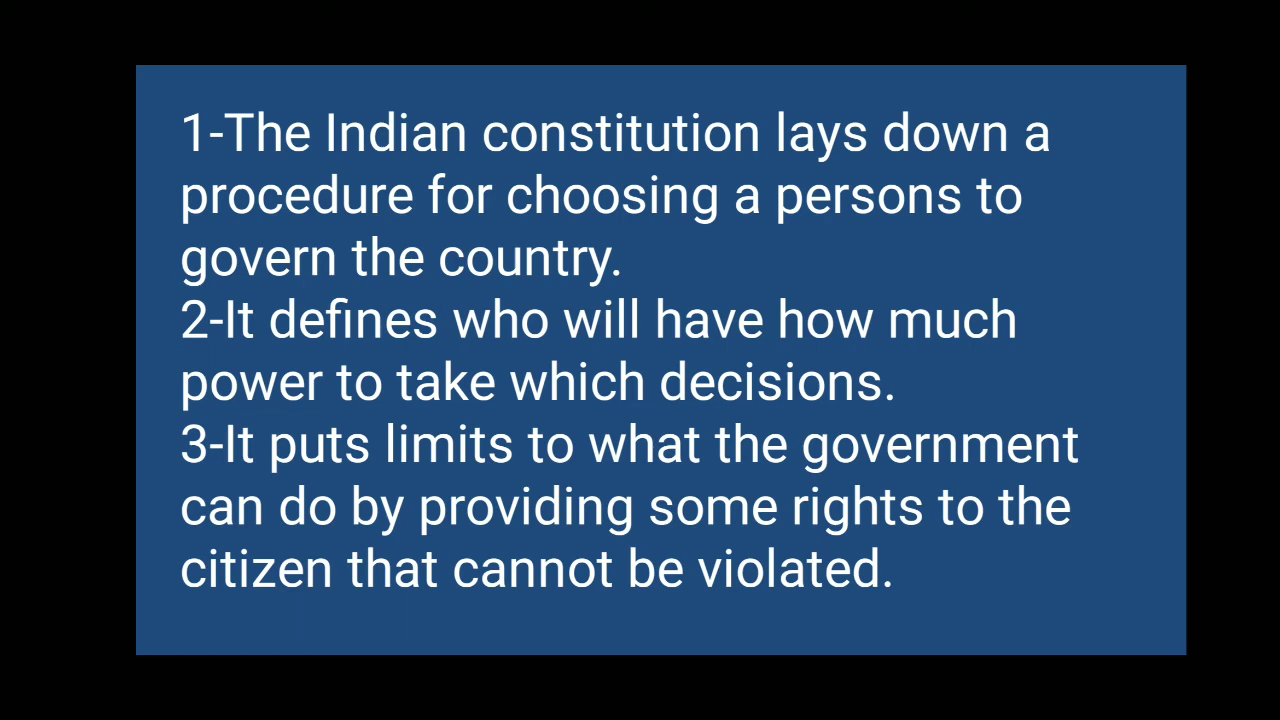 1-The Indian constitution lays down a
procedure for choosing a persons to
govern the country.
2-It defines who will have how much
power to take which decisions.
3-It puts limits to what the government
can do by providing some rights to the
citizen that cannot be violated.